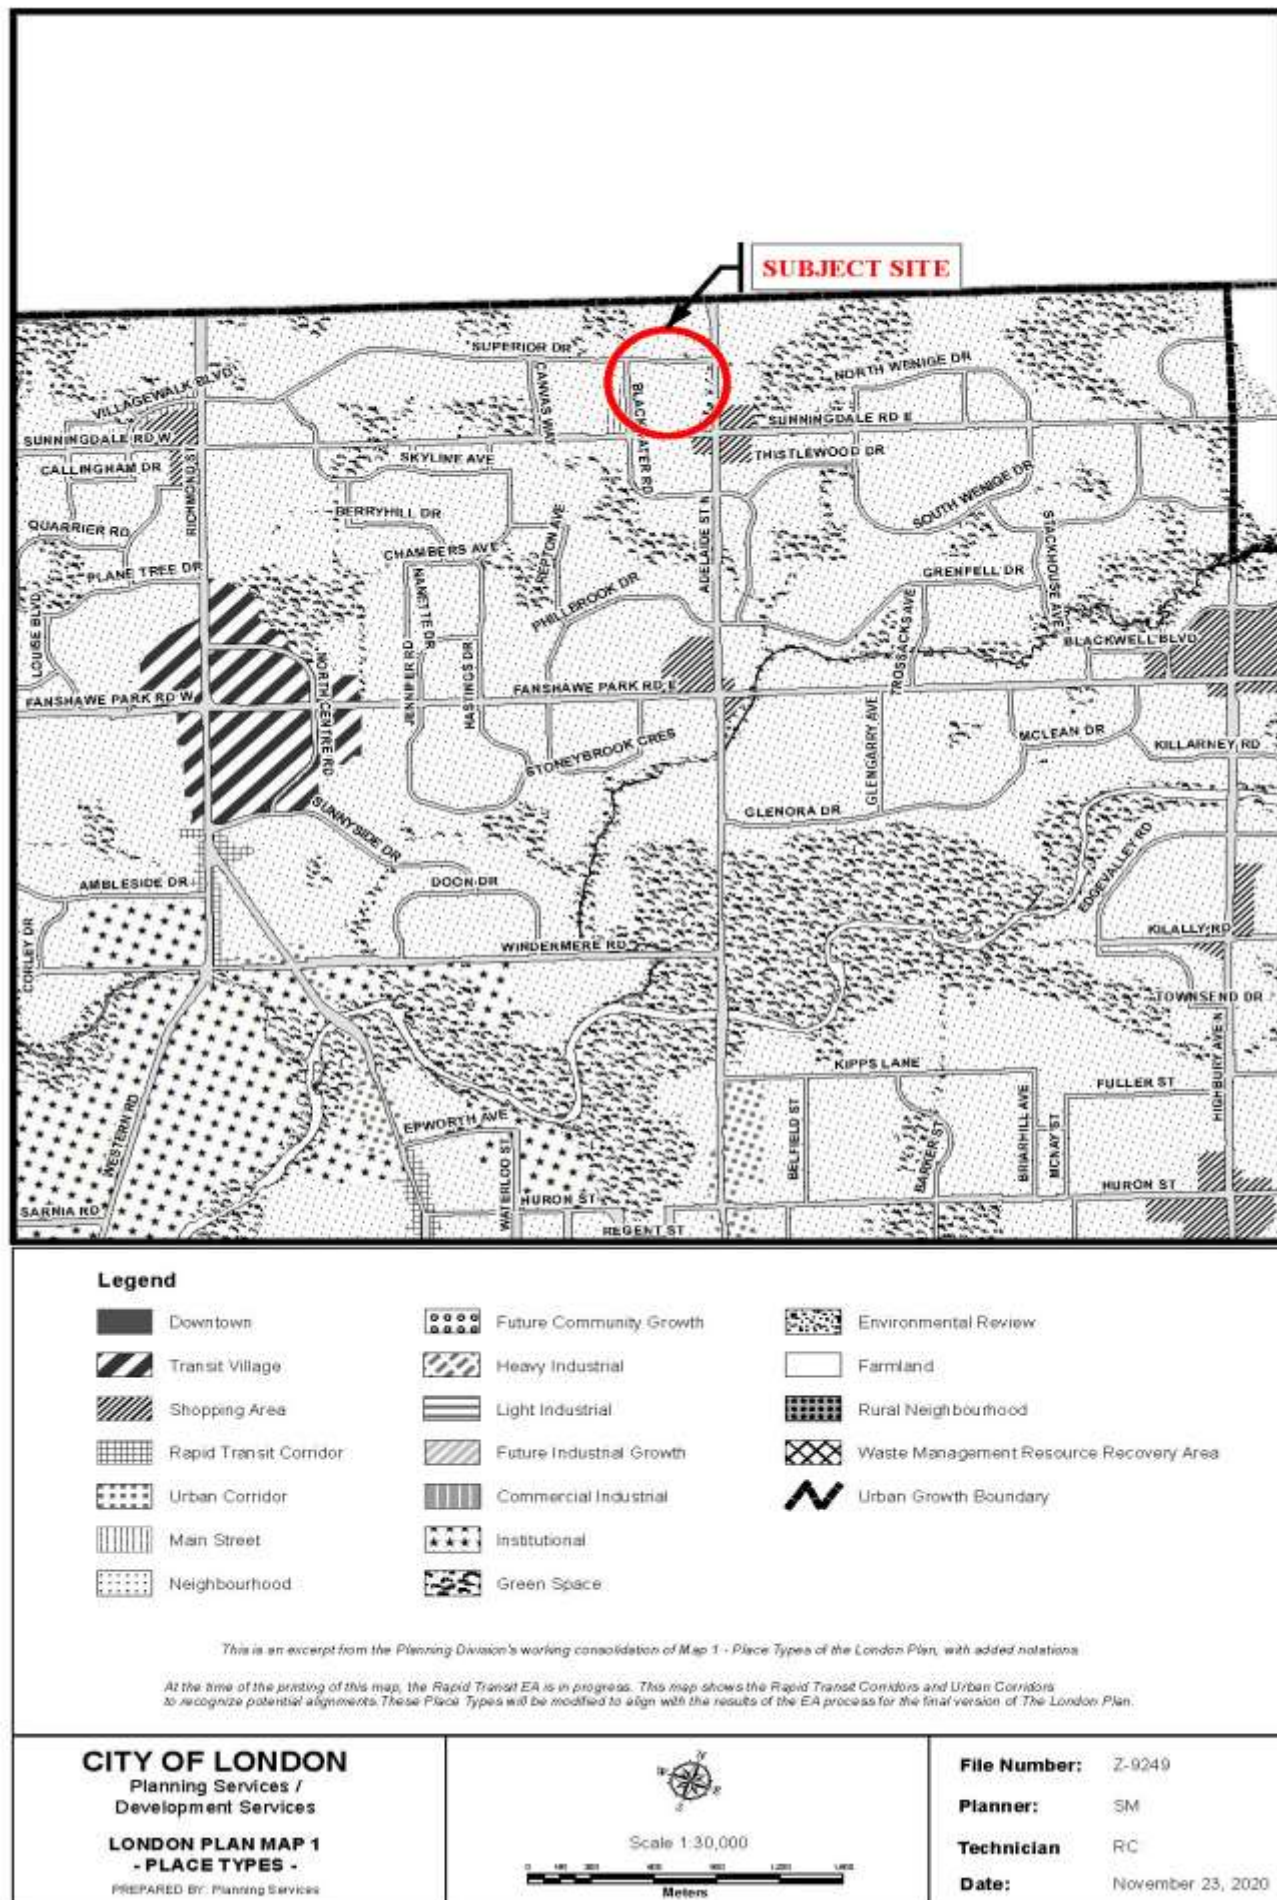 SUBJECT SITE
SUPERIOR DR
CANVAS WAY
BLACKWATER RD
NORTH WENIGE DR
VILLAGEWALK BLVD
SUNNINGDALE RD W
SUNNINGDALE RD E
CALLINGHAM DR
SKYLINE AVE
THISTLEWOOD DR
RICHMOND ST
BERRYHILL DR
SOUTH WENIGE DR
QUARRIER RD
CHAMBERS AVE
REPTON AVE
ADELAIDE ST N
STACKHOUSE AVE
PLANE TREE DR
NANETTE DR
PHILLBROOK DR
GRENFELL DR
LOUISE BLVD
TROSSACKS AVE
BLACKWELL BLVD
NORTH CENTRE RD
JENNIFER RD
HASTINGS DR
FANSHAWE PARK RD W
FANSHAWE PARK RD E
STONEYBROOK CRES
GLENGARRY AVE
MCLEAN DR
KILLARNEY RD
SUNNYSIDE DR
GLENORA DR
EDGEVALLEY RD
AMBLESIDE DR
DOON DR
CORLEY DR
WINDERMERE RD
KILALLY RD
TOWNSEND DR
HIGHBURY AVE N
KIPPS LANE
FULLER ST
WESTERN RD
EPWORTH AVE
WATERLOO ST
BELFIELD ST
BARKER ST
BRIARHILL AVE
MCNAY ST
SARNIA RD
HURON ST
REGENT ST
HURON ST
Legend
Downtown
Transit Village
Shopping Area
Rapid Transit Corridor
Urban Corridor
Main Street
Neighbourhood
Future Community Growth
Heavy Industrial
Light Industrial
Future Industrial Growth
Commercial Industrial
Institutional
Green Space
Environmental Review
Farmland
Rural Neighbourhood
Waste Management Resource Recovery Area
Urban Growth Boundary
This is an excerpt from the Planning Division's working consolidation of Map 1 - Place Types of the London Plan, with added notations
At the time of the printing of this map, the Rapid Transit EA is in progress. This map shows the Rapid Transit Corridors and Urban Corridors
to recognize potential alignments. These Place Types will be modified to align with the results of the EA process for the final version of The London Plan.
CITY OF LONDON
Planning Services /
Development Services
LONDON PLAN MAP 1
- PLACE TYPES -
PREPARED BY: Planning Services
N
E
S
Scale 1:30,000
Meters
File Number: Z-9249
Planner: SM
Technician RC
Date: November 23, 2020